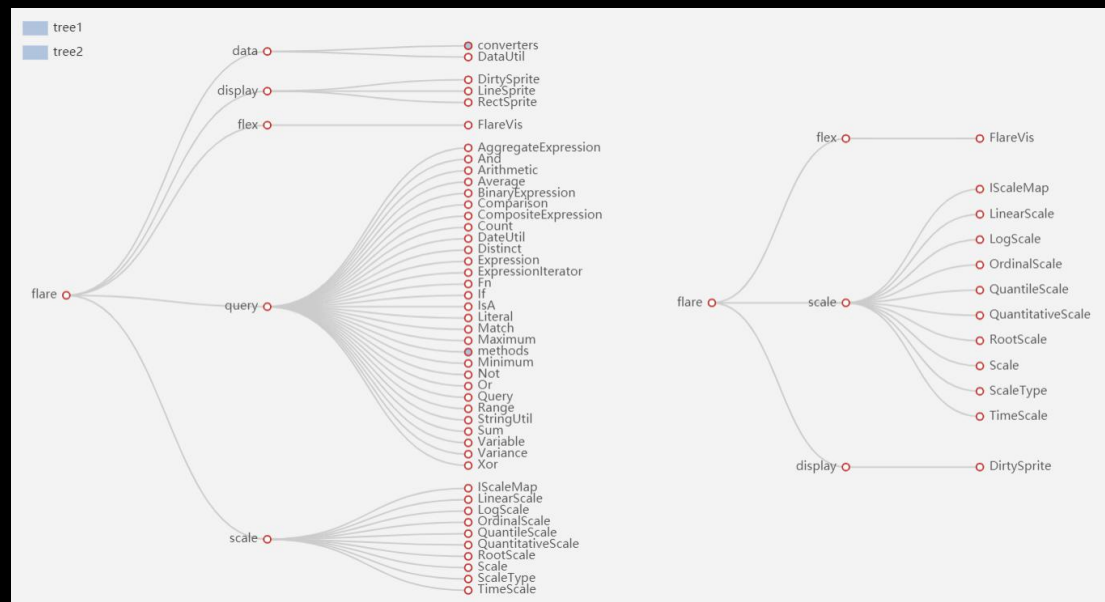 tree1
tree2
flare
data
converters
DataUtil
display
DirtySprite
LineSprite
RectSprite
flex
FlareVis
query
AggregateExpression
And
Arithmetic
Average
BinaryExpression
Comparison
CompositeExpression
Count
DateUtil
Distinct
Expression
ExpressionIterator
Fn
If
IsA
Literal
Match
Maximum
methods
Minimum
Not
Or
Query
Range
StringUtil
Sum
Variable
Variance
Xor
scale
IScaleMap
LinearScale
LogScale
OrdinalScale
QuantileScale
QuantitativeScale
RootScale
Scale
ScaleType
TimeScale
flare
flex
FlareVis
scale
IScaleMap
LinearScale
LogScale
OrdinalScale
QuantileScale
QuantitativeScale
RootScale
Scale
ScaleType
TimeScale
display
DirtySprite